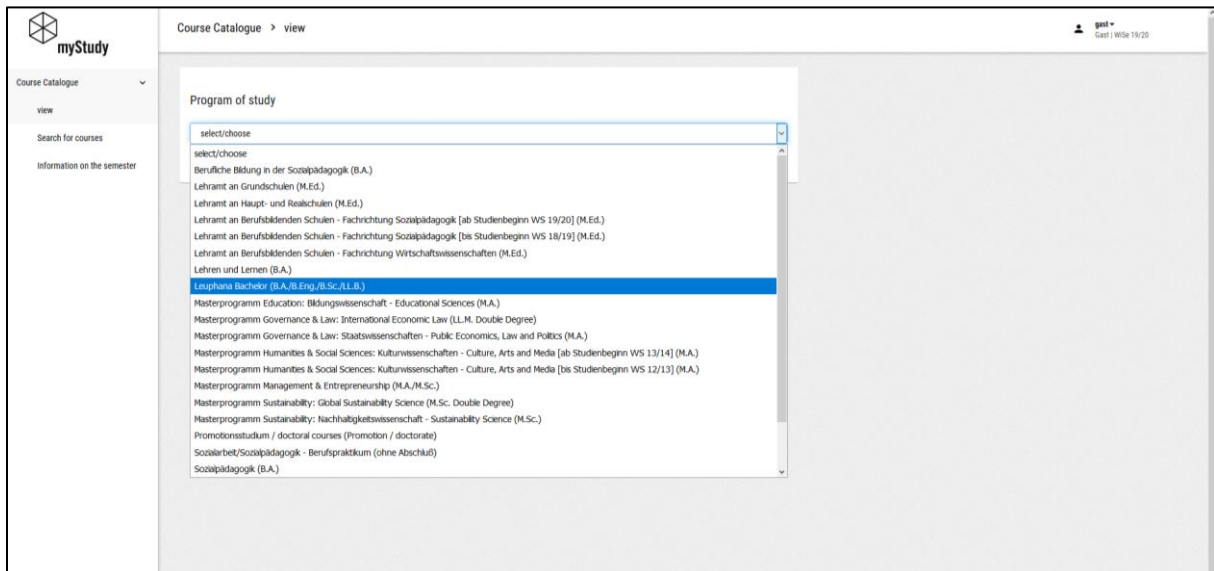 myStudy
Course Catalogue > view
gast
Gast | WiSe 19/20
Course Catalogue
view
Search for courses
Information on the semester
Program of study
select/choose
select/choose
Berufliche Bildung in der Sozialpädagogik (B.A.)
Lehramt an Grundschulen (M.Ed.)
Lehramt an Haupt- und Realschulen (M.Ed.)
Lehramt an Berufsbildenden Schulen - Fachrichtung Sozialpädagogik [ab Studienbeginn WS 19/20] (M.Ed.)
Lehramt an Berufsbildenden Schulen - Fachrichtung Sozialpädagogik [bis Studienbeginn WS 18/19] (M.Ed.)
Lehramt an Berufsbildenden Schulen - Fachrichtung Wirtschaftswissenschaften (M.Ed.)
Lehren und Lernen (B.A.)
Leuphana Bachelor (B.A./B.Eng./B.Sc./LL.B.)
Masterprogramm Education: Bildungswissenschaft - Educational Sciences (M.A.)
Masterprogramm Governance & Law: International Economic Law (LL.M. Double Degree)
Masterprogramm Governance & Law: Staatswissenschaften - Public Economics, Law and Politics (M.A.)
Masterprogramm Humanities & Social Sciences: Kulturwissenschaften - Culture, Arts and Media [ab Studienbeginn WS 13/14] (M.A.)
Masterprogramm Humanities & Social Sciences: Kulturwissenschaften - Culture, Arts and Media [bis Studienbeginn WS 12/13] (M.A.)
Masterprogramm Management & Entrepreneurship (M.A./M.Sc.)
Masterprogramm Sustainability: Global Sustainability Science (M.Sc. Double Degree)
Masterprogramm Sustainability: Nachhaltigkeitswissenschaft - Sustainability Science (M.Sc.)
Promotionsstudium / doctoral courses (Promotion / doctorate)
Sozialarbeit/Sozialpädagogik - Berufspraktikum (ohne Abschluß)
Sozialpädagogik (B.A.)